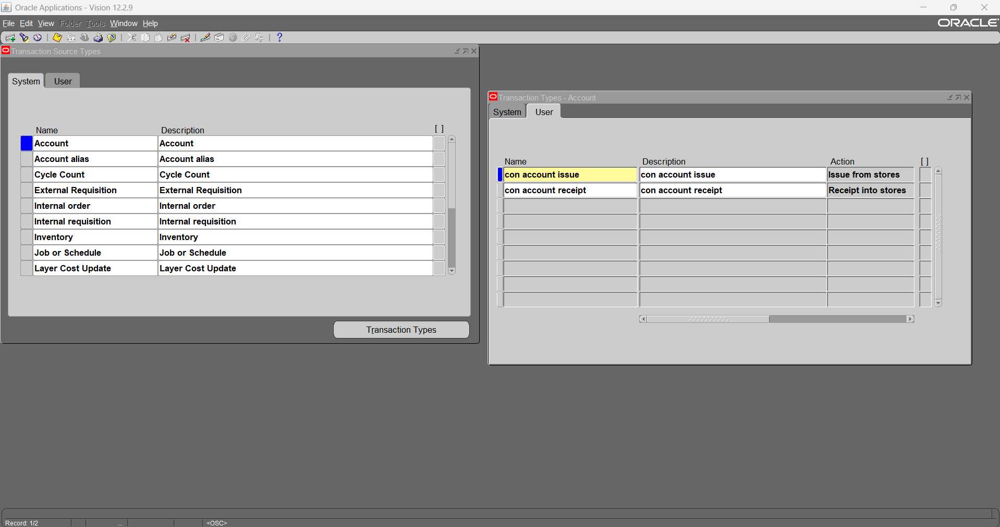 Oracle Applications - Vision 12.2.9
File Edit View Folder Tools Window Help
ORACLE
Transaction Source Types
System User
Name Description [ ]
Account Account
Account alias Account alias
Cycle Count Cycle Count
External Requisition External Requisition
Internal order Internal order
Internal requisition Internal requisition
Inventory Inventory
Job or Schedule Job or Schedule
Layer Cost Update Layer Cost Update
Transaction Types
Transaction Types - Account
System User
Name Description Action [ ]
con account issue con account issue Issue from stores
con account receipt con account receipt Receipt into stores
Record: 1/2 ... <OSC>